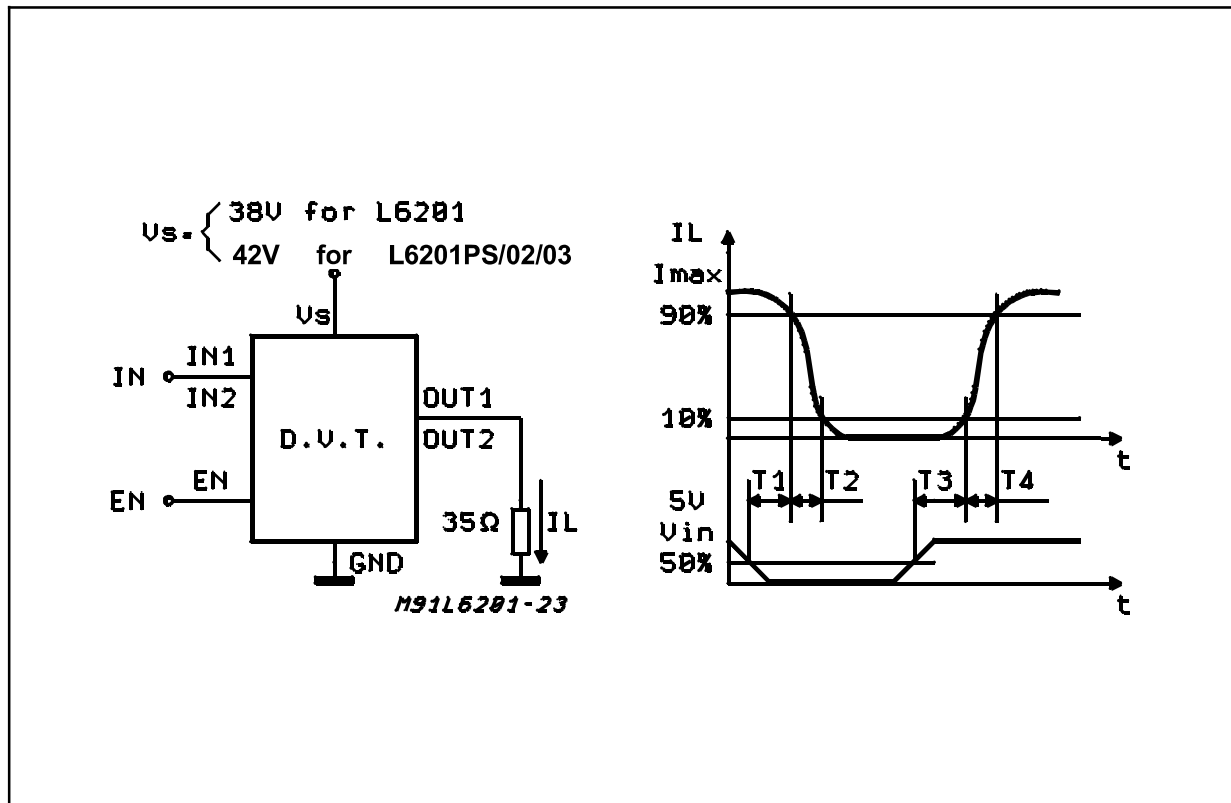 Vs=
38V for L6201
42V for L6201PS/02/03
Vs
IN
IN1
IN2
EN
EN
D.U.T.
OUT1
OUT2
35Ω
IL
GND
M91L6201-23
IL
Imax
90%
10%
t
T1
T2
T3
T4
5V
Vin
50%
t